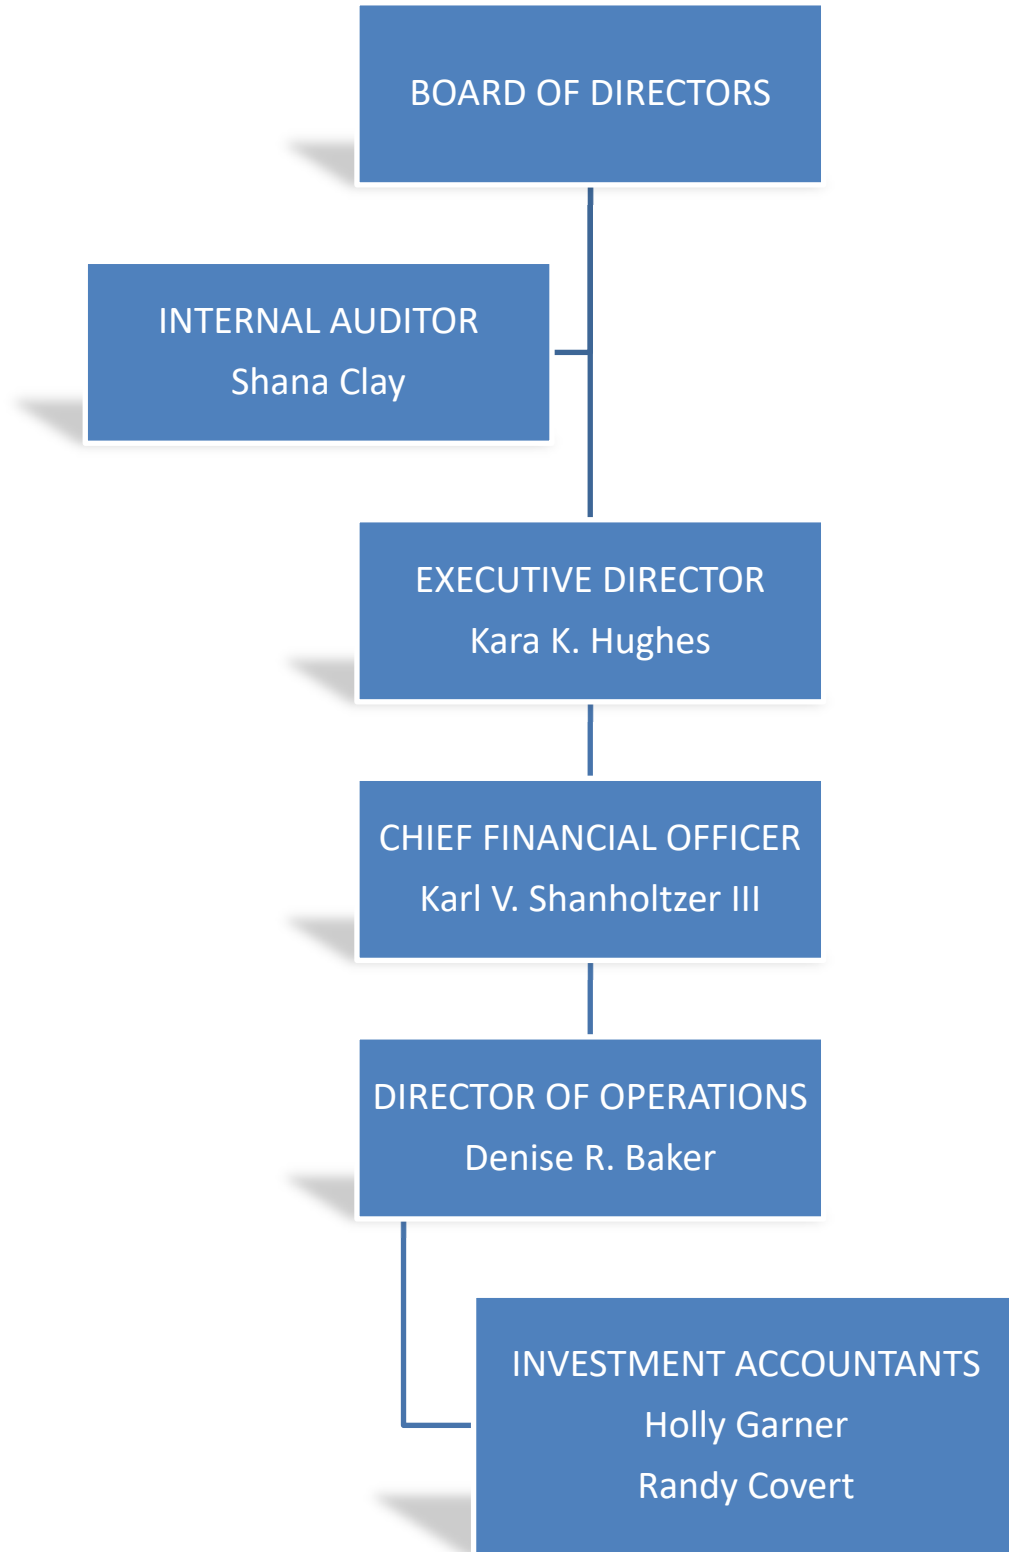 BOARD OF DIRECTORS
INTERNAL AUDITOR
Shana Clay
EXECUTIVE DIRECTOR
Kara K. Hughes
CHIEF FINANCIAL OFFICER
Karl V. Shanholtzer III
DIRECTOR OF OPERATIONS
Denise R. Baker
INVESTMENT ACCOUNTANTS
Holly Garner
Randy Covert